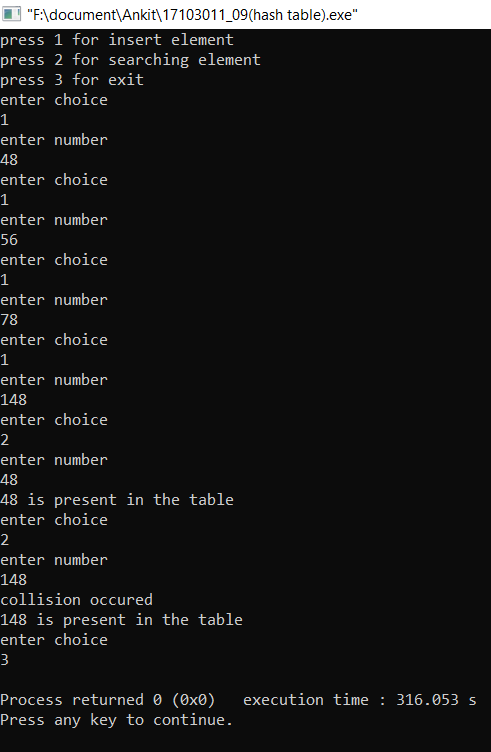 "F:\document\Ankit\17103011_09(hash table).exe"
press 1 for insert element
press 2 for searching element
press 3 for exit
enter choice
1
enter number
48
enter choice
1
enter number
56
enter choice
1
enter number
78
enter choice
1
enter number
148
enter choice
2
enter number
48
48 is present in the table
enter choice
2
enter number
148
collision occured
148 is present in the table
enter choice
3
Process returned 0 (0x0)   execution time : 316.053 s
Press any key to continue.